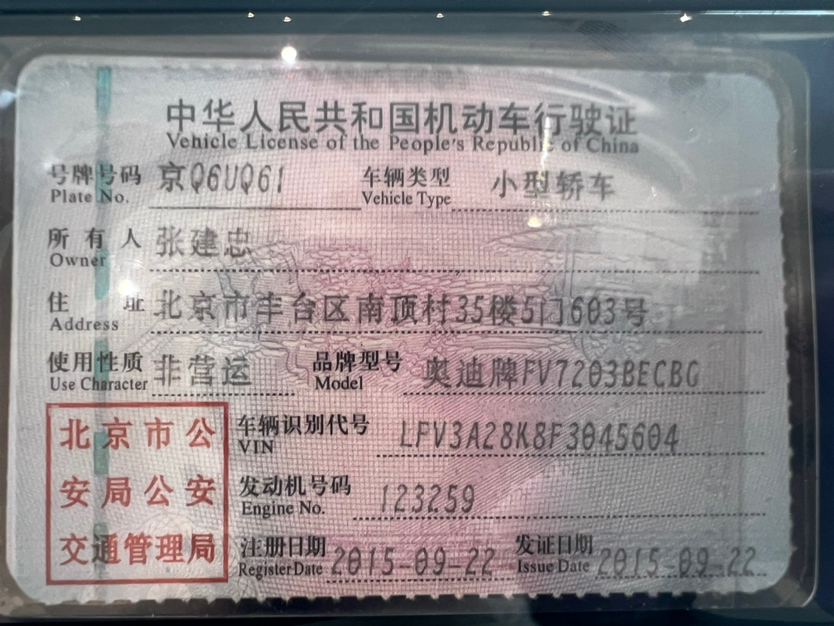 中华人民共和国机动车行驶证
Vehicle License of the People's Republic of China
号牌号码 京Q6UQ61 车辆类型 小型轿车
Plate No. Vehicle Type
所有人 张建忠
Owner
住址 北京市丰台区南顶村35楼5门603号
Address
使用性质 非营运 品牌型号 奥迪牌FV7203BECBG
Use Character Model
北京市公
安局公安
交通管理局
车辆识别代号 LFV3A28K8F3045604
VIN
发动机号码 123259
Engine No.
注册日期 2015-09-22 发证日期 2015-09-22
Register Date Issue Date